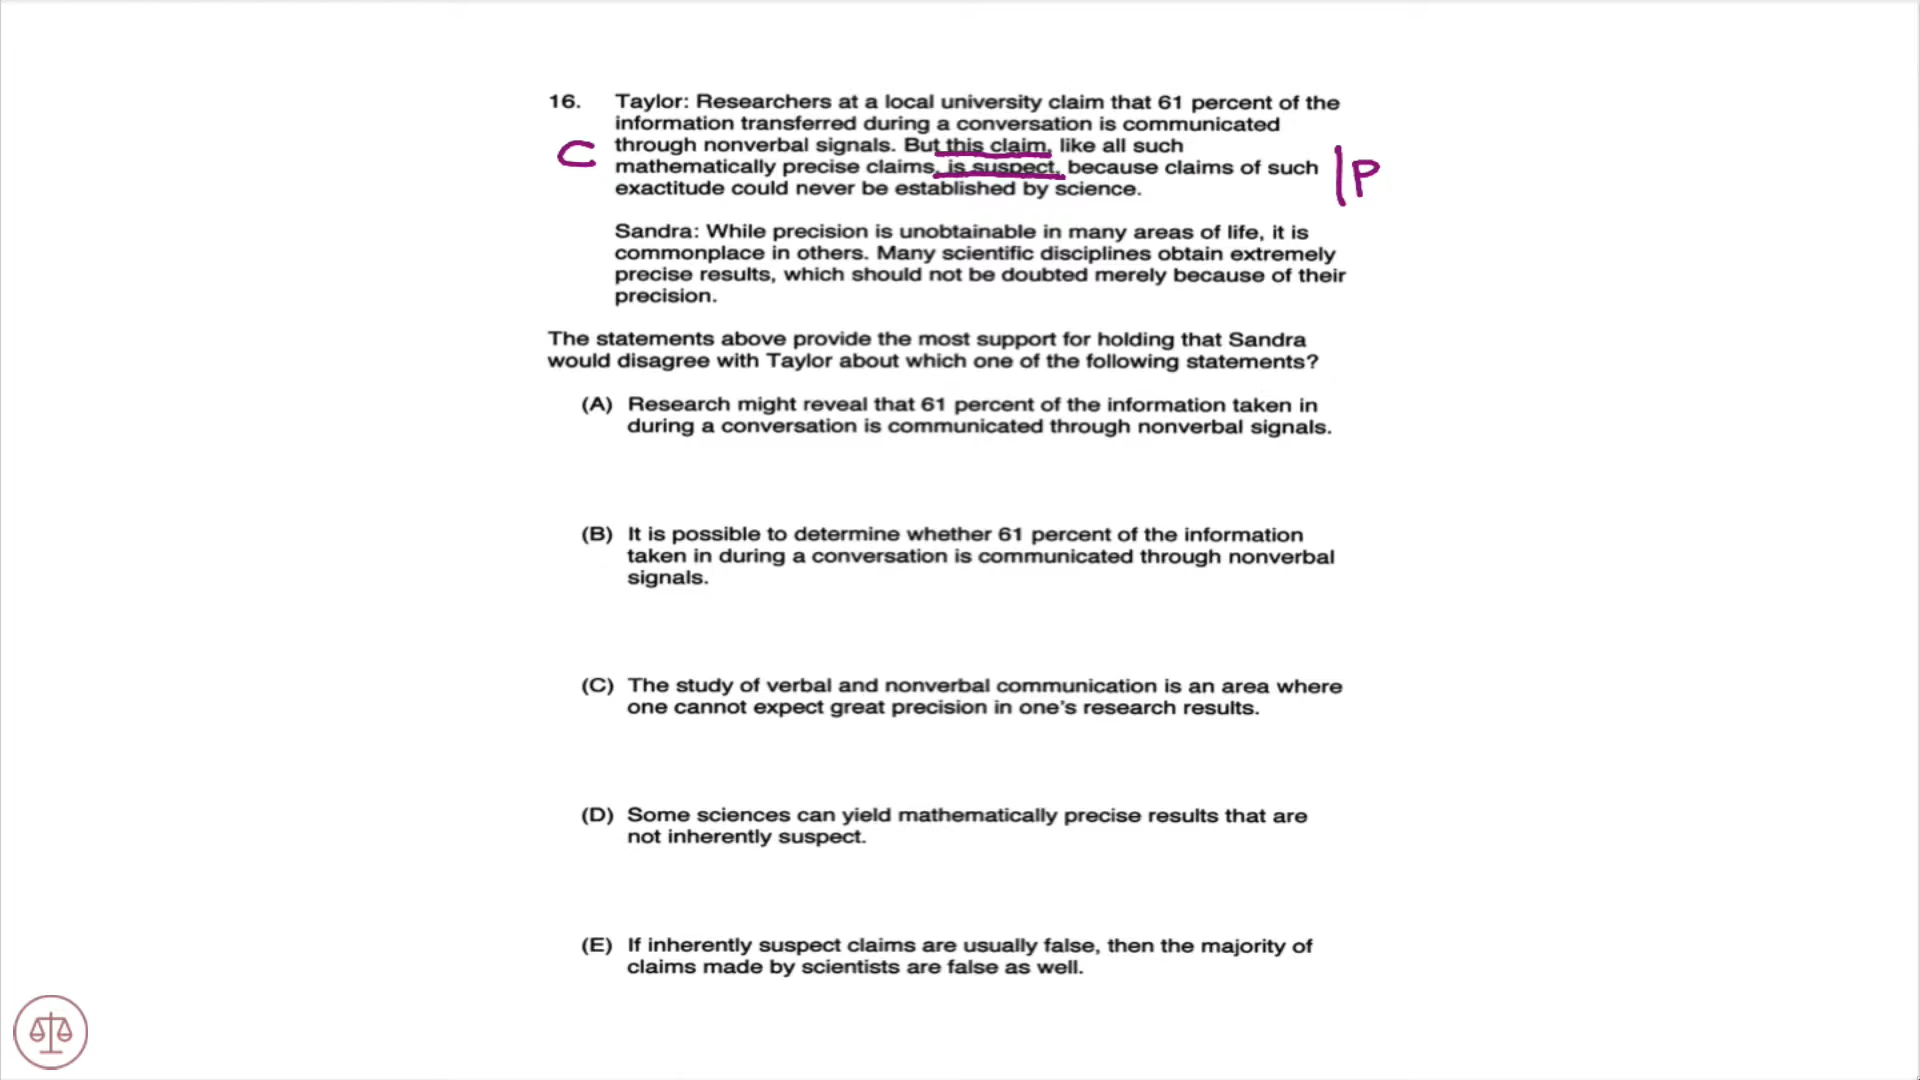 16. Taylor: Researchers at a local university claim that 61 percent of the
information transferred during a conversation is communicated
C through nonverbal signals. But this claim, like all such
mathematically precise claims, is suspect, because claims of such | P
exactitude could never be established by science.
Sandra: While precision is unobtainable in many areas of life, it is
commonplace in others. Many scientific disciplines obtain extremely
precise results, which should not be doubted merely because of their
precision.
The statements above provide the most support for holding that Sandra
would disagree with Taylor about which one of the following statements?
(A) Research might reveal that 61 percent of the information taken in
during a conversation is communicated through nonverbal signals.
(B) It is possible to determine whether 61 percent of the information
taken in during a conversation is communicated through nonverbal
signals.
(C) The study of verbal and nonverbal communication is an area where
one cannot expect great precision in one's research results.
(D) Some sciences can yield mathematically precise results that are
not inherently suspect.
(E) If inherently suspect claims are usually false, then the majority of
claims made by scientists are false as well.